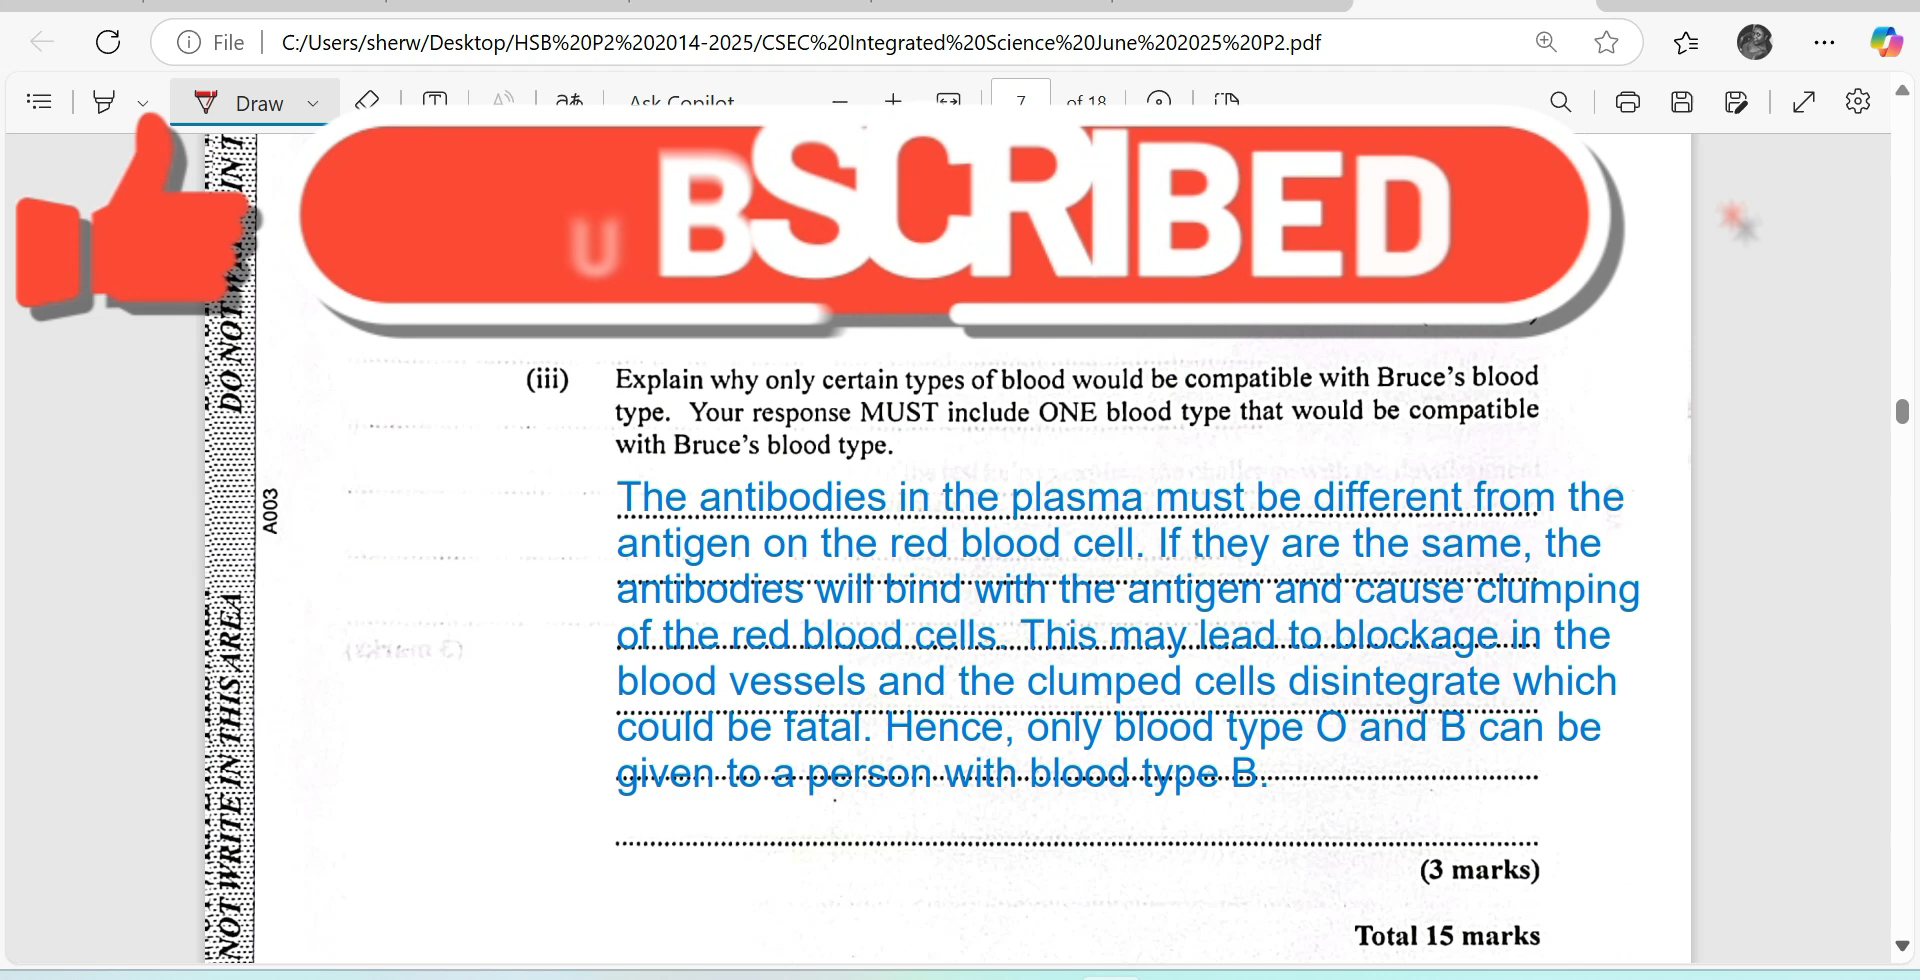 File
C:/Users/sherw/Desktop/HSB%20P2%202014-2025/CSEC%20Integrated%20Science%20June%202025%20P2.pdf
Draw
Ask Copilot
7 of 18
UBSCRIBED
(iii) Explain why only certain types of blood would be compatible with Bruce's blood
type. Your response MUST include ONE blood type that would be compatible
with Bruce's blood type.
The antibodies in the plasma must be different from the
antigen on the red blood cell. If they are the same, the
antibodies will bind with the antigen and cause clumping
of the red blood cells. This may lead to blockage in the
blood vessels and the clumped cells disintegrate which
could be fatal. Hence, only blood type O and B can be
given to a person with blood type B.
(3 marks)
Total 15 marks
A003
NOT WRITE IN THIS AREA
DO NOT